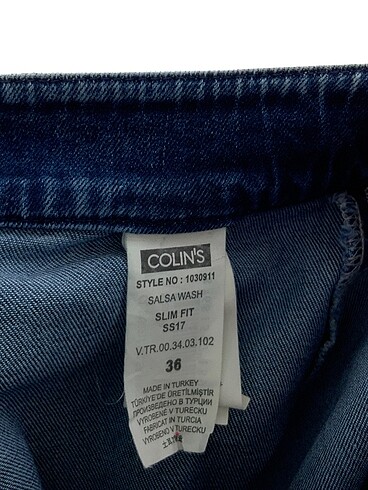 COLIN'S
STYLE NO : 1030911
SALSA WASH
SLIM FIT
SS17
V.TR.00.34.03.102
36
MADE IN TURKEY
TÜRKİYE'DE ÜRETİLMİŞTİR
ПРОИЗВЕДЕНО В ТУРЦИИ
VYROBENÉ V TURECKU
FABRICAT IN TURCIA
VYROBENO V TURECKU